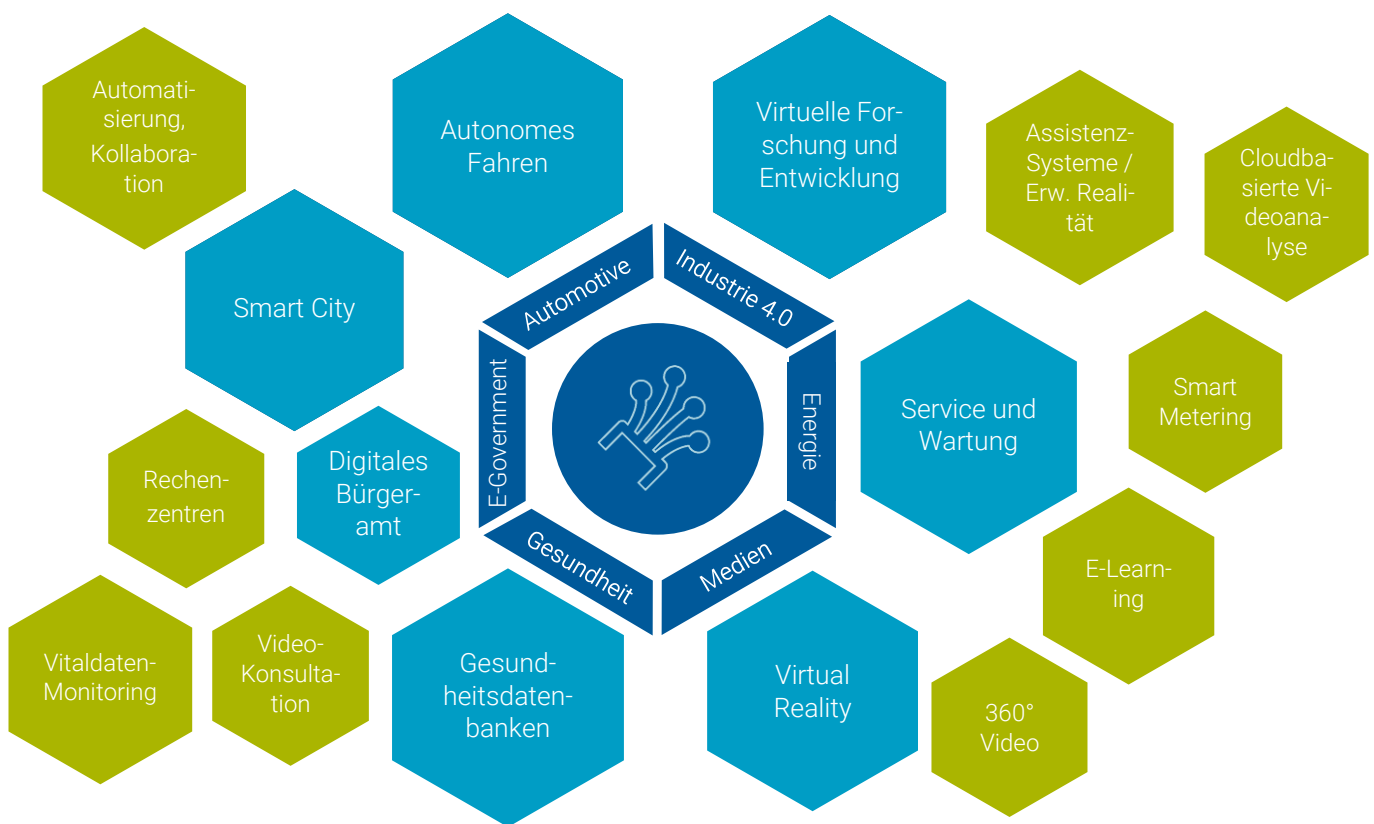 Automati-
sierung,
Kollabora-
tion
Autonomes
Fahren
Virtuelle For-
schung und
Entwicklung
Assistenz-
Systeme /
Erw. Reali-
tät
Cloudba-
sierte Vi-
deoana-
lyse
Smart City
Automotive
Industrie 4.0
E-Government
Energie
Gesundheit
Medien
Service und
Wartung
Smart
Metering
Rechen-
zentren
Digitales
Bürger-
amt
E-Learn-
ing
Vitaldaten-
Monitoring
Video-
Konsulta-
tion
Gesund-
heitsdaten-
banken
Virtual
Reality
360°
Video